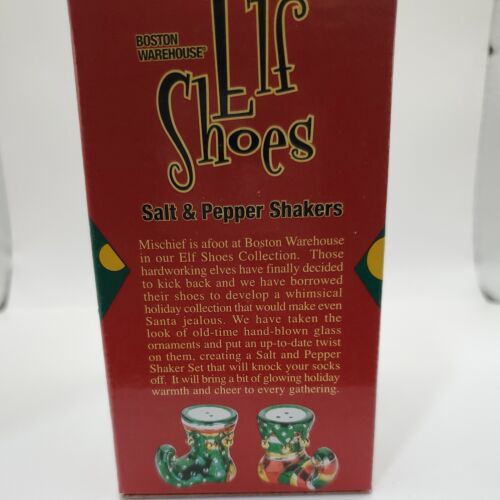 BOSTON
WAREHOUSE®
Elf
Shoes
Salt & Pepper Shakers
Mischief is afoot at Boston Warehouse
in our Elf Shoes Collection. Those
hardworking elves have finally decided
to kick back and we have borrowed
their shoes to develop a whimsical
holiday collection that would make even
Santa jealous. We have taken the
look of old-time hand-blown glass
ornaments and put an up-to-date twist
on them, creating a Salt and Pepper
Shaker Set that will knock your socks
off. It will bring a bit of glowing holiday
warmth and cheer to every gathering.